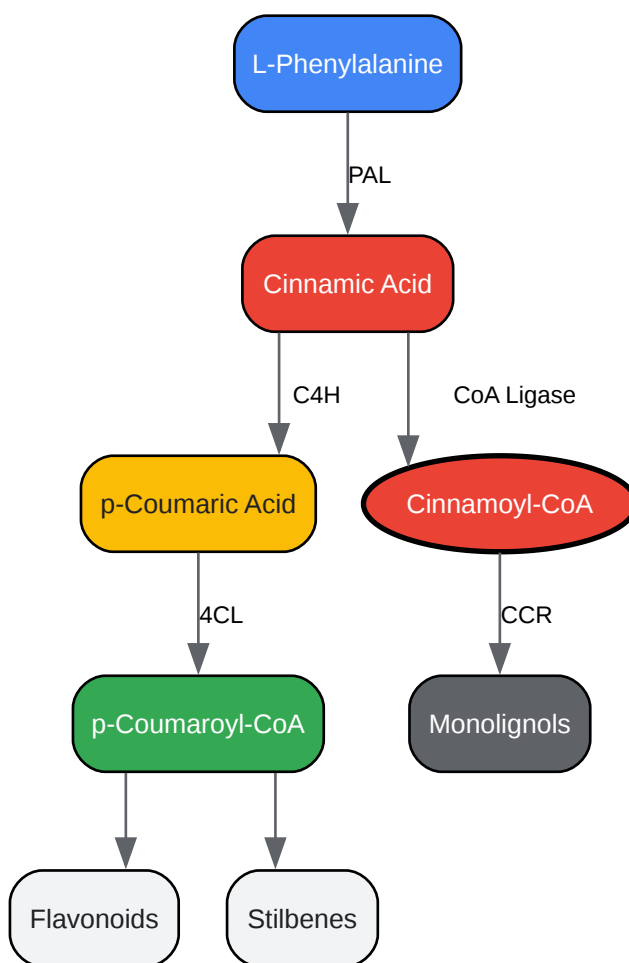 L-Phenylalanine
PAL
Cinnamic Acid
C4H
CoA Ligase
p-Coumaric Acid
Cinnamoyl-CoA
4CL
CCR
p-Coumaroyl-CoA
Monolignols
Flavonoids
Stilbenes